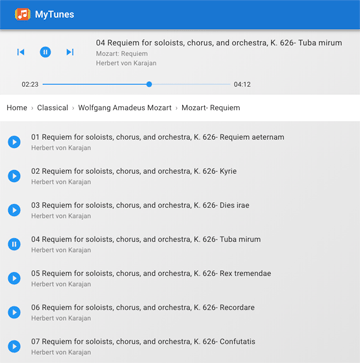 MyTunes
04 Requiem for soloists, chorus, and orchestra, K. 626- Tuba mirum
Mozart: Requiem
Herbert von Karajan
02:23 04:12
Home › Classical › Wolfgang Amadeus Mozart › Mozart- Requiem
01 Requiem for soloists, chorus, and orchestra, K. 626- Requiem aeternam
Herbert von Karajan
02 Requiem for soloists, chorus, and orchestra, K. 626- Kyrie
Herbert von Karajan
03 Requiem for soloists, chorus, and orchestra, K. 626- Dies irae
Herbert von Karajan
04 Requiem for soloists, chorus, and orchestra, K. 626- Tuba mirum
Herbert von Karajan
05 Requiem for soloists, chorus, and orchestra, K. 626- Rex tremendae
Herbert von Karajan
06 Requiem for soloists, chorus, and orchestra, K. 626- Recordare
Herbert von Karajan
07 Requiem for soloists, chorus, and orchestra, K. 626- Confutatis
Herbert von Karajan